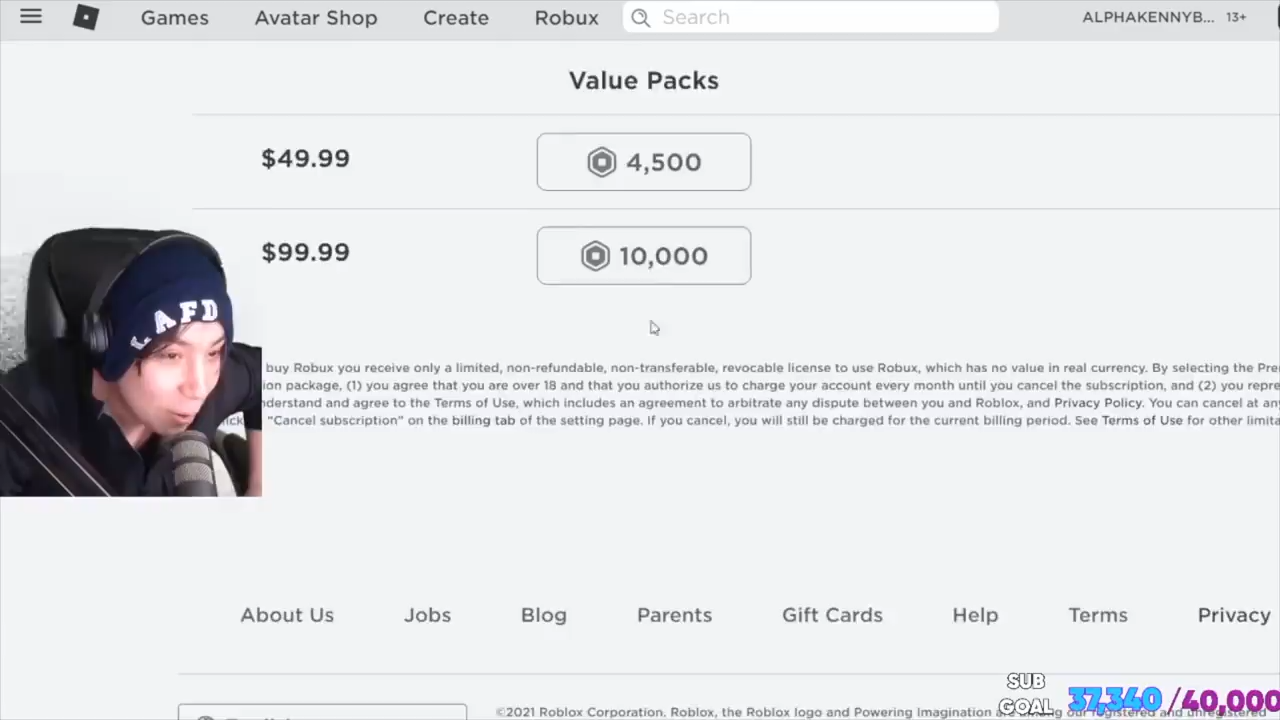 Games Avatar Shop Create Robux Search ALPHAKENNYB... 13+
Value Packs
$49.99 4,500
$99.99 10,000
LAFD
buy Robux you receive only a limited, non-refundable, non-transferable, revocable license to use Robux, which has no value in real currency. By selecting the Pre
ion package, (1) you agree that you are over 18 and that you authorize us to charge your account every month until you cancel the subscription, and (2) you repre
derstand and agree to the Terms of Use, which includes an agreement to arbitrate any dispute between you and Roblox, and Privacy Policy. You can cancel at any
"Cancel subscription" on the billing tab of the setting page. If you cancel, you will still be charged for the current billing period. See Terms of Use for other limita
About Us Jobs Blog Parents Gift Cards Help Terms Privacy
SUB
GOAL 37,340 /40,000
©2021 Roblox Corporation. Roblox, the Roblox logo and Powering Imagination are among our registered and unregistered